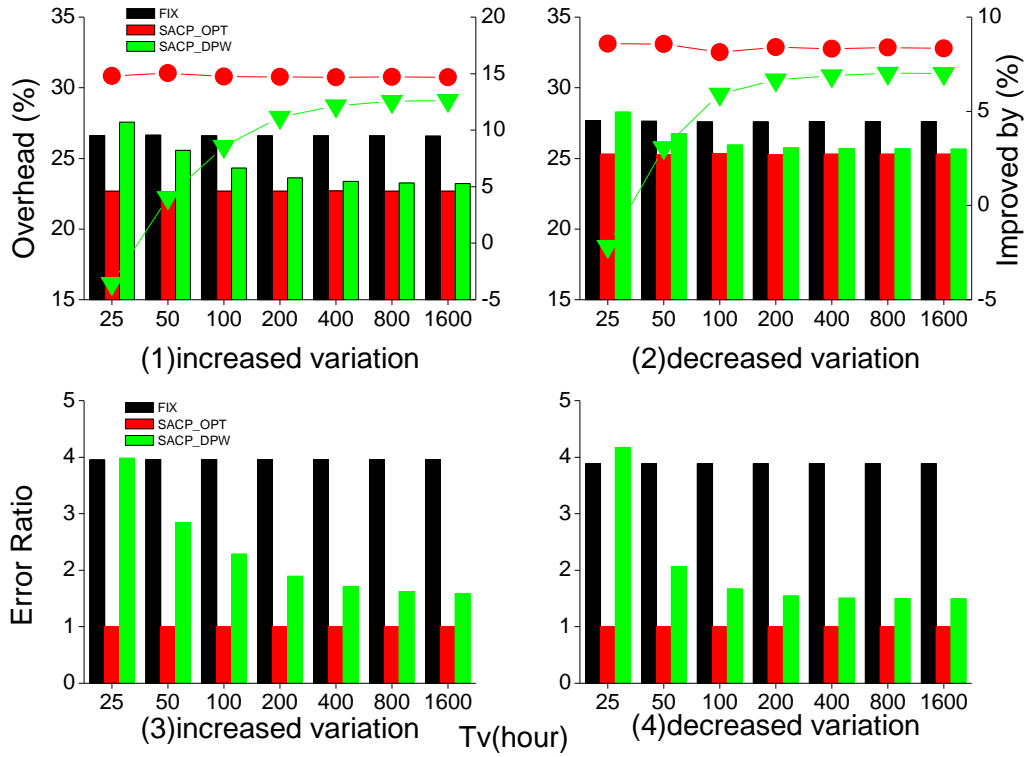 35
30
25
20
15
Overhead (%)
FIX
SACP_OPT
SACP_DPW
20
15
10
5
0
-5
25 50 100 200 400 800 1600
(1)increased variation
35
30
25
20
15
10
5
0
-5
Improved by (%)
25 50 100 200 400 800 1600
(2)decreased variation
5
4
3
2
1
0
Error Ratio
FIX
SACP_OPT
SACP_DPW
25 50 100 200 400 800 1600
(3)increased variation
5
4
3
2
1
0
25 50 100 200 400 800 1600
(4)decreased variation
Tv(hour)